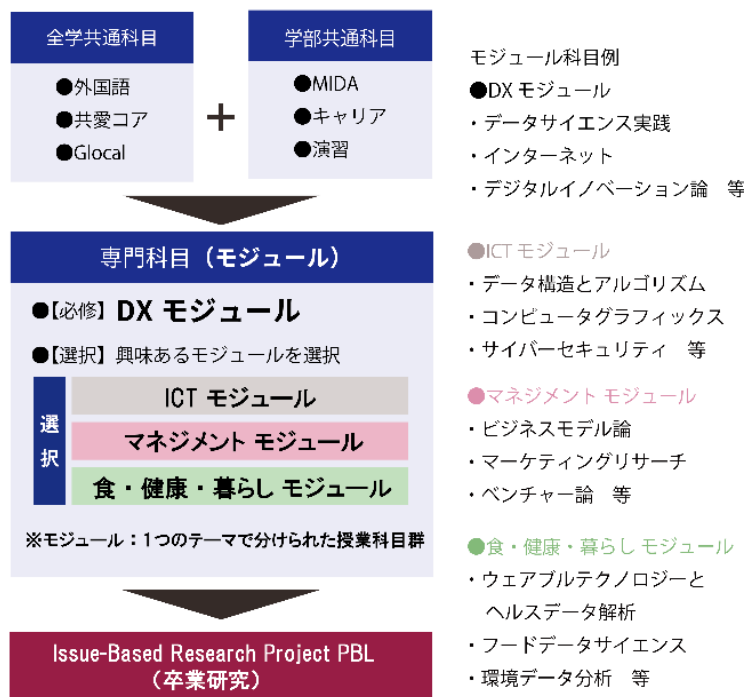 全学共通科目
●外国語
●共愛コア
●Glocal
+
学部共通科目
●MIDA
●キャリア
●演習
専門科目（モジュール）
●【必修】DX モジュール
●【選択】興味あるモジュールを選択
選択
ICT モジュール
マネジメント モジュール
食・健康・暮らし モジュール
※モジュール：1つのテーマで分けられた授業科目群
Issue-Based Research Project PBL
（卒業研究）
モジュール科目例
●DX モジュール
・データサイエンス実践
・インターネット
・デジタルイノベーション論　等
●ICT モジュール
・データ構造とアルゴリズム
・コンピュータグラフィックス
・サイバーセキュリティ　等
●マネジメント モジュール
・ビジネスモデル論
・マーケティングリサーチ
・ベンチャー論　等
●食・健康・暮らし モジュール
・ウェアブルテクノロジーと
ヘルスデータ解析
・フードデータサイエンス
・環境データ分析　等